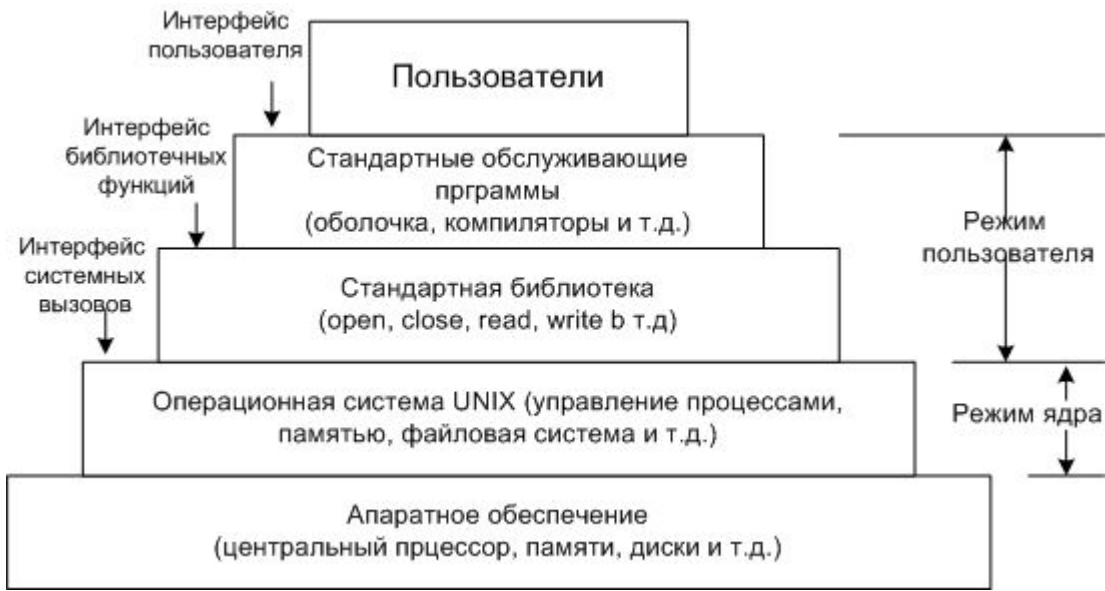 Интерфейс
пользователя
Пользователи
Интерфейс
библиотечных
функций
Стандартные обслуживающие
прграммы
(оболочка, компиляторы и т.д.)
Режим
пользователя
Интерфейс
системных
вызовов
Стандартная библиотека
(open, close, read, write b т.д)
Операционная система UNIX (управление процессами,
памятью, файловая система и т.д.)
Режим ядра
Апаратное обеспечение
(центральный прцессор, памяти, диски и т.д.)